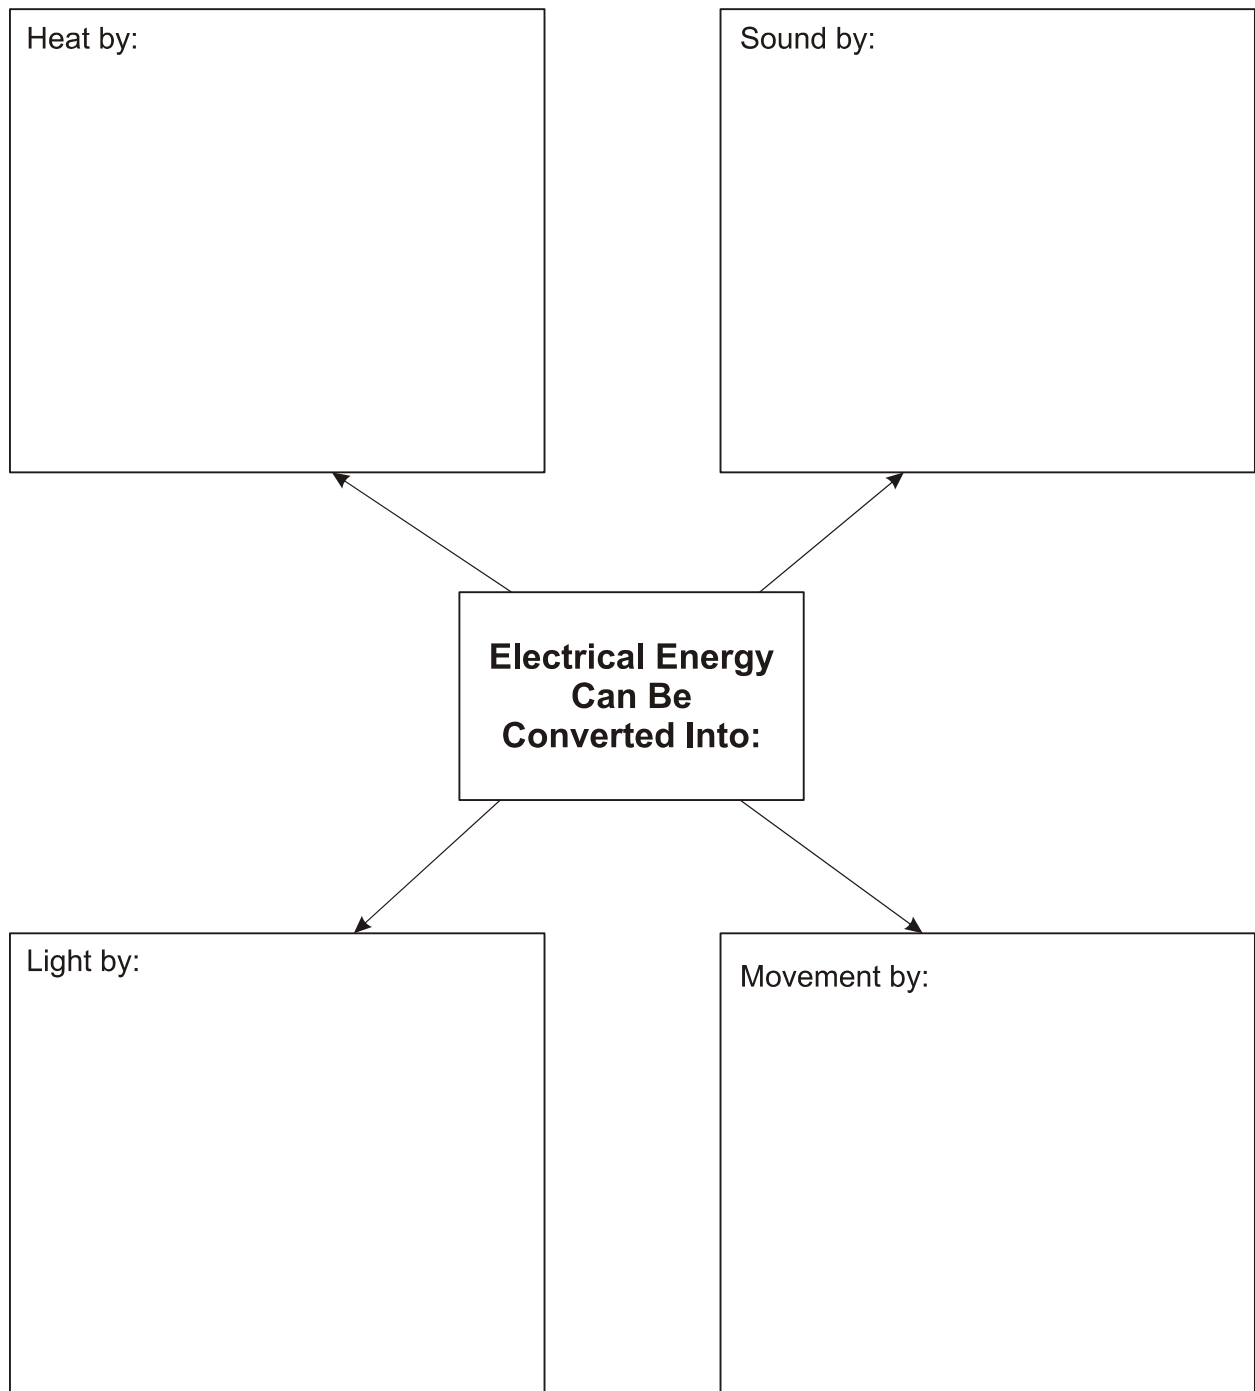 Heat by:
Sound by:
Electrical Energy
Can Be
Converted Into:
Light by:
Movement by: